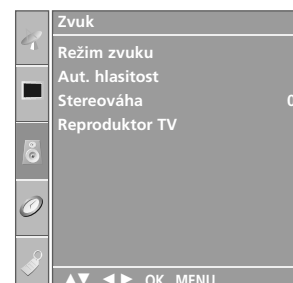 Zvuk
Režim zvuku
Aut. hlasitost
Stereováha 0
Reproduktor TV
▲▼ ◄► OK MENU